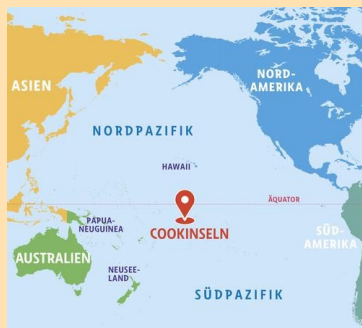 ASIEN
NORD-
AMERIKA
NORDPAZIFIK
HAWAII
ÄQUATOR
PAPUA-
NEUGUINEA
COOKINSELN
SÜD-
AMERIKA
AUSTRALIEN
NEUSEE-
LAND
SÜDPAZIFIK